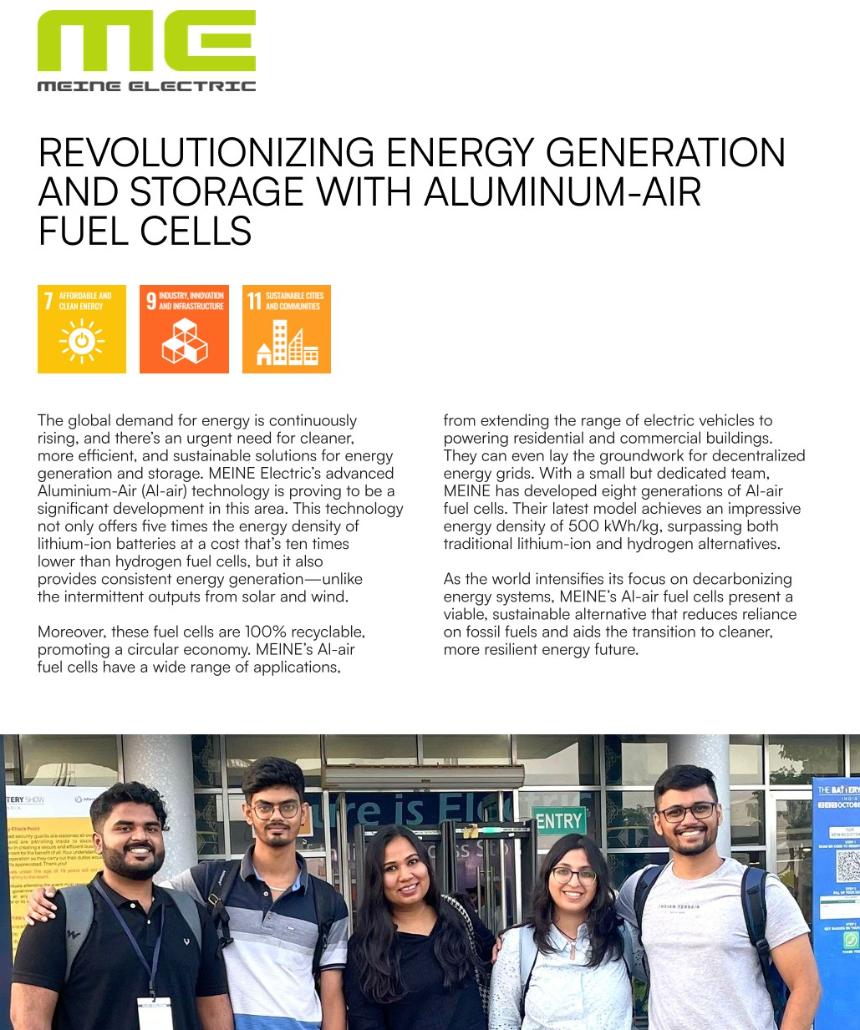 ME
MEINE ELECTRIC
REVOLUTIONIZING ENERGY GENERATION
AND STORAGE WITH ALUMINUM-AIR
FUEL CELLS
7 AFFORDABLE AND
CLEAN ENERGY
9 INDUSTRY, INNOVATION
AND INFRASTRUCTURE
11 SUSTAINABLE CITIES
AND COMMUNITIES
The global demand for energy is continuously
rising, and there's an urgent need for cleaner,
more efficient, and sustainable solutions for energy
generation and storage. MEINE Electric's advanced
Aluminium-Air (Al-air) technology is proving to be a
significant development in this area. This technology
not only offers five times the energy density of
lithium-ion batteries at a cost that's ten times
lower than hydrogen fuel cells, but it also
provides consistent energy generation—unlike
the intermittent outputs from solar and wind.
Moreover, these fuel cells are 100% recyclable,
promoting a circular economy. MEINE's Al-air
fuel cells have a wide range of applications,
from extending the range of electric vehicles to
powering residential and commercial buildings.
They can even lay the groundwork for decentralized
energy grids. With a small but dedicated team,
MEINE has developed eight generations of Al-air
fuel cells. Their latest model achieves an impressive
energy density of 500 kWh/kg, surpassing both
traditional lithium-ion and hydrogen alternatives.
As the world intensifies its focus on decarbonizing
energy systems, MEINE's Al-air fuel cells present a
viable, sustainable alternative that reduces reliance
on fossil fuels and aids the transition to cleaner,
more resilient energy future.
TERY SHOW
ure is Elec
ENTRY
THE BATTERY
INDIA
OCTOBE
INDIAN TERRAIN